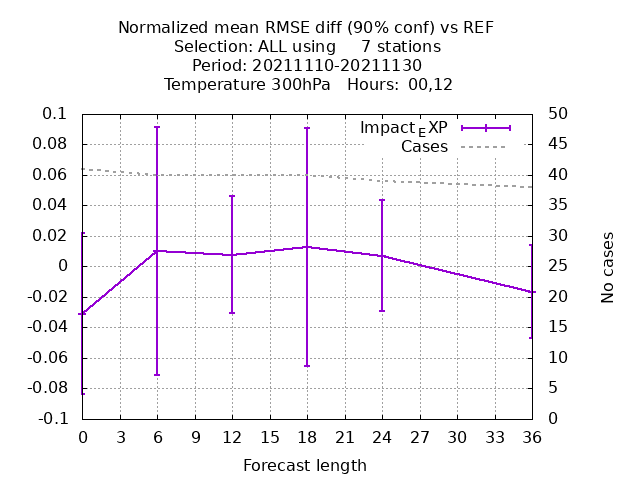 Normalized mean RMSE diff (90% conf) vs REF
Selection: ALL using 7 stations
Period: 20211110-20211130
Temperature 300hPa Hours: 00,12
Impact_EXP
Cases
0.1
0.08
0.06
0.04
0.02
0
-0.02
-0.04
-0.06
-0.08
-0.1
50
45
40
35
30
25
20
15
10
5
0
No cases
0 3 6 9 12 15 18 21 24 27 30 33 36
Forecast length